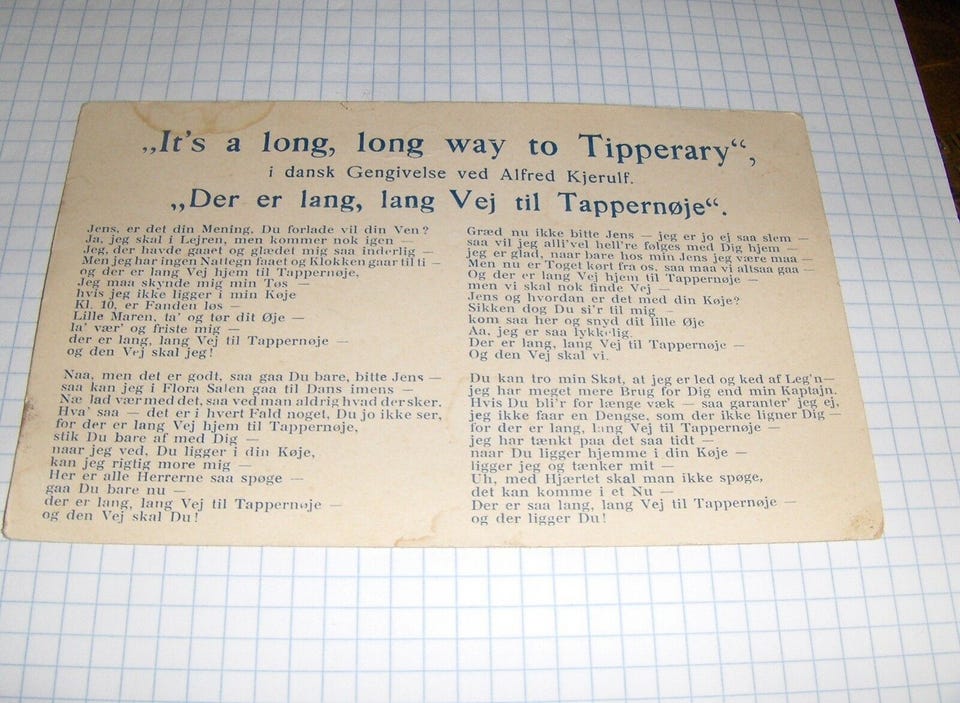 „It's a long, long way to Tipperary“,
i dansk Gengivelse ved Alfred Kjerulf.
„Der er lang, lang Vej til Tappernøje“.
Jens, er det din Mening, Du forlade vil din Ven?
Ja, jeg skal i Lejren, men kommer nok igen —
Jeg, der havde gaaet og glædet mig saa inderlig —
Men jeg har ingen Nattegn faaet og Klokken gaar til ti —
og der er lang Vej hjem til Tappernøje,
Jeg maa skynde mig min Tøs —
hvis jeg ikke ligger i min Køje
Kl. 10, er Fanden løs —
Lille Maren, ta' og tør dit Øje —
la' vær' og friste mig —
der er lang, lang Vej til Tappernøje —
og den Vej skal jeg!
Naa, men det er godt, saa gaa Du bare, bitte Jens —
saa kan jeg i Flora Salen gaa til Dans imens —
Næ lad vær med det, saa ved man aldrig hvad der sker.
Hva' saa — det er i hvert Fald noget, Du jo ikke ser,
for der er lang Vej hjem til Tappernøje,
stik Du bare af med Dig —
naar jeg ved, Du ligger i din Køje,
kan jeg rigtig more mig —
Her er alle Herrerne saa spøge —
gaa Du bare nu —
der er lang, lang Vej til Tappernøje —
og den Vej skal Du!
Græd nu ikke bitte Jens — jeg er jo ej saa slem —
saa vil jeg alli'vel hell're følges med Dig hjem —
jeg er glad, naar bare hos min Jens jeg være maa —
Men nu er Toget kørt fra os, saa maa vi altsaa gaa —
Og der er lang Vej hjem til Tappernøje —
men vi skal nok finde Vej —
Jens og hvordan er det med din Køje?
Sikken dog Du si'r til mig —
kom saa her og snyd dit lille Øje
Aa, jeg er saa lykkelig.
Der er lang, lang Vej til Tappernøje —
Og den Vej skal vi.
Du kan tro min Skat, at jeg er led og ked af Leg'n—
jeg har meget mere Brug for Dig end min Kaptajn.
Hvis Du bli'r for længe væk — saa garanter' jeg ej,
jeg ikke faar en Dengse, som der ikke ligner Dig —
for der er lang, lang Vej til Tappernøje —
jeg har tænkt paa det saa tidt —
naar Du ligger hjemme i din Køje —
ligger jeg og tænker mit —
Uh, med Hjærtet skal man ikke spøge,
det kan komme i et Nu —
Der er saa lang, lang Vej til Tappernøje —
og der ligger Du!